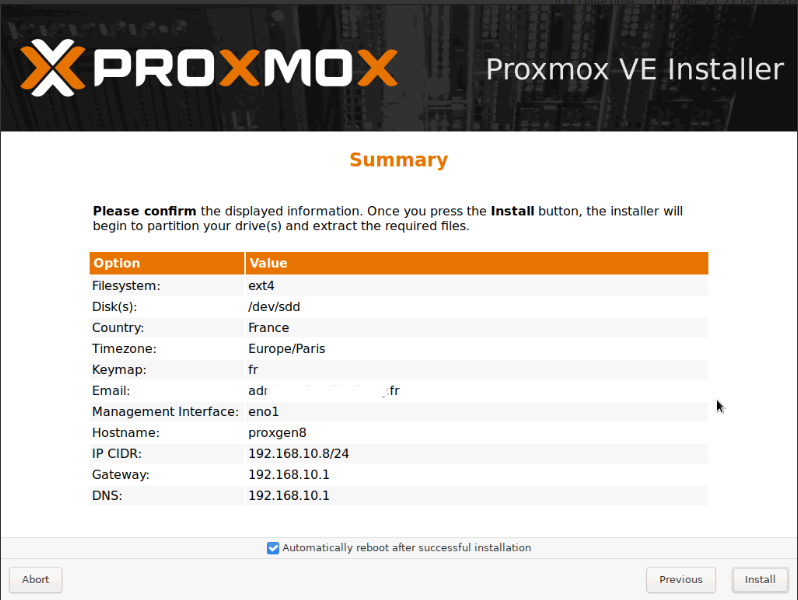 PROXMOX
Proxmox VE Installer
Summary
Please confirm the displayed information. Once you press the Install button, the installer will
begin to partition your drive(s) and extract the required files.
Option Value
Filesystem: ext4
Disk(s): /dev/sdd
Country: France
Timezone: Europe/Paris
Keymap: fr
Email: .fr
Management Interface: eno1
Hostname: proxgen8
IP CIDR: 192.168.10.8/24
Gateway: 192.168.10.1
DNS: 192.168.10.1
Automatically reboot after successful installation
Abort Previous Install